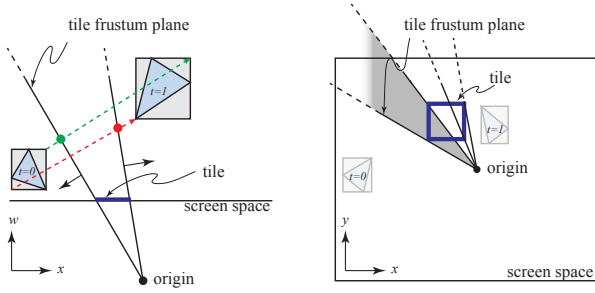 tile frustum plane
t=1
t=0
tile
screen space
w
x
origin
tile frustum plane
tile
t=1
origin
t=0
y
x
screen space